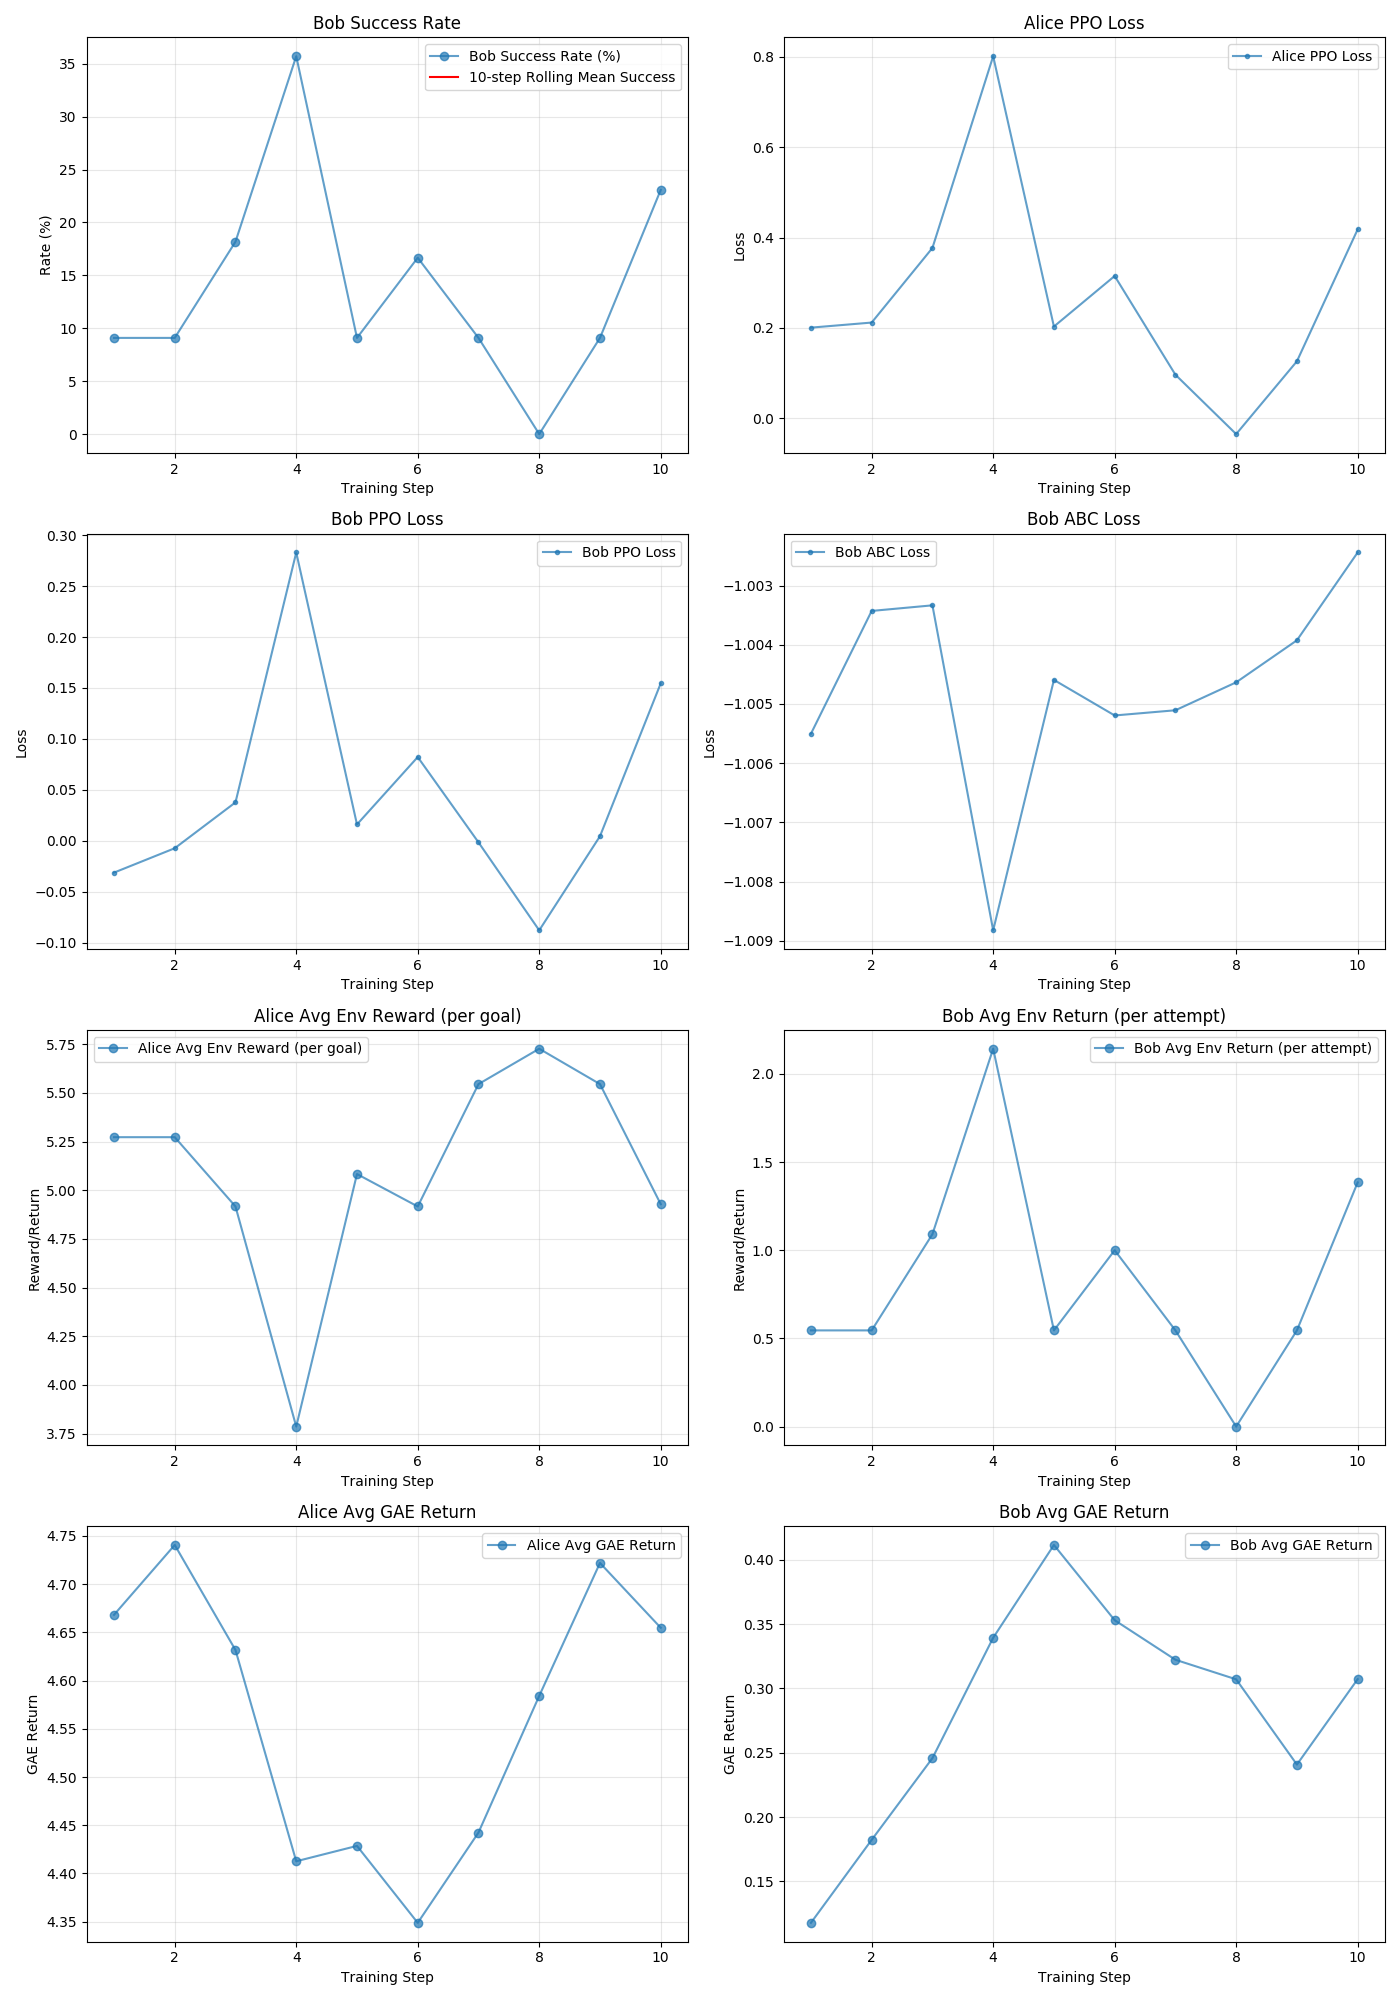 Bob Success Rate
Bob Success Rate (%)
10-step Rolling Mean Success
Rate (%)
35
30
25
20
15
10
5
0
2 4 6 8 10
Training Step
Alice PPO Loss
Alice PPO Loss
Loss
0.8
0.6
0.4
0.2
0.0
2 4 6 8 10
Training Step
Bob PPO Loss
Bob PPO Loss
Loss
0.30
0.25
0.20
0.15
0.10
0.05
0.00
−0.05
−0.10
2 4 6 8 10
Training Step
Bob ABC Loss
Bob ABC Loss
Loss
−1.003
−1.004
−1.005
−1.006
−1.007
−1.008
−1.009
2 4 6 8 10
Training Step
Alice Avg Env Reward (per goal)
Alice Avg Env Reward (per goal)
Reward/Return
5.75
5.50
5.25
5.00
4.75
4.50
4.25
4.00
3.75
2 4 6 8 10
Training Step
Bob Avg Env Return (per attempt)
Bob Avg Env Return (per attempt)
Reward/Return
2.0
1.5
1.0
0.5
0.0
2 4 6 8 10
Training Step
Alice Avg GAE Return
Alice Avg GAE Return
GAE Return
4.75
4.70
4.65
4.60
4.55
4.50
4.45
4.40
4.35
2 4 6 8 10
Training Step
Bob Avg GAE Return
Bob Avg GAE Return
GAE Return
0.40
0.35
0.30
0.25
0.20
0.15
2 4 6 8 10
Training Step